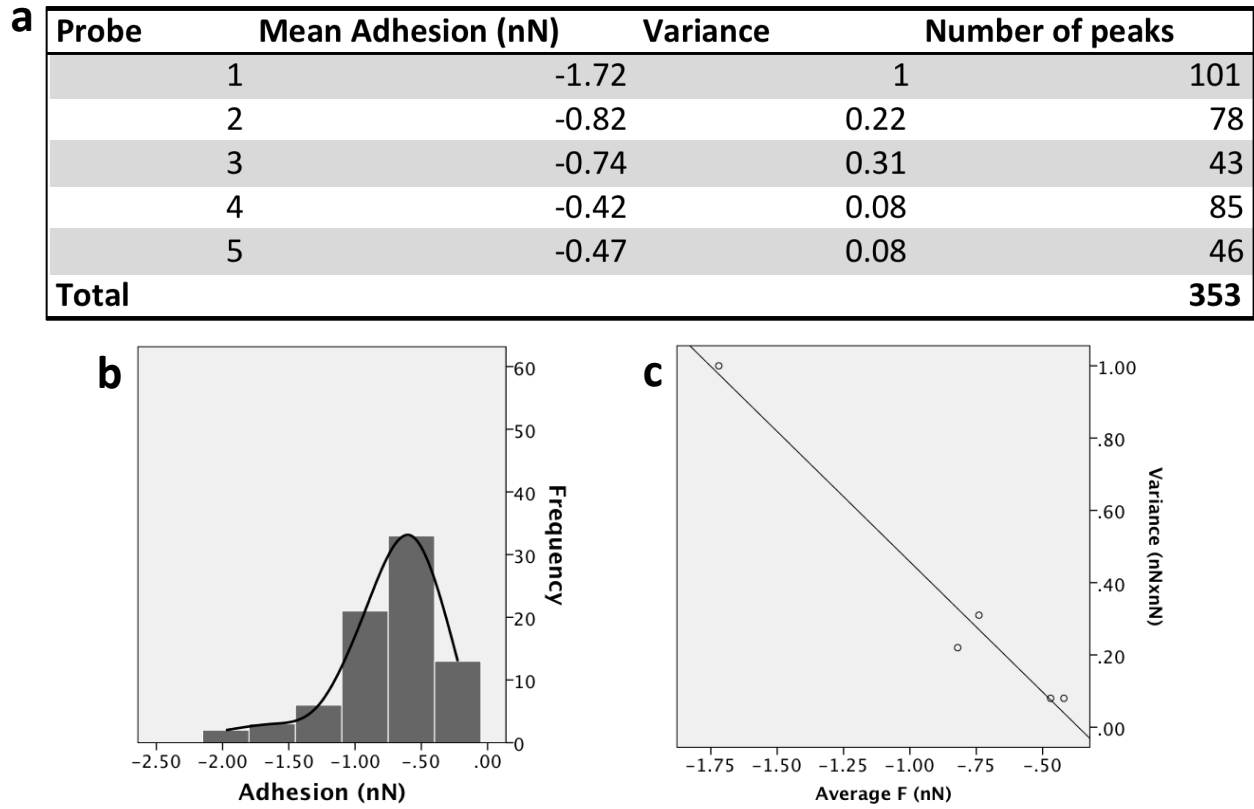 a
Probe Mean Adhesion (nN) Variance Number of peaks
1 -1.72 1 101
2 -0.82 0.22 78
3 -0.74 0.31 43
4 -0.42 0.08 85
5 -0.47 0.08 46
Total 353
b
60
50
40
30
20
10
0
Frequency
-2.50 -2.00 -1.50 -1.00 -.50 .00
Adhesion (nN)
c
1.00
.80
.60
.40
.20
.00
Variance (nNxnN)
-1.75 -1.50 -1.25 -1.00 -.75 -.50
Average F (nN)